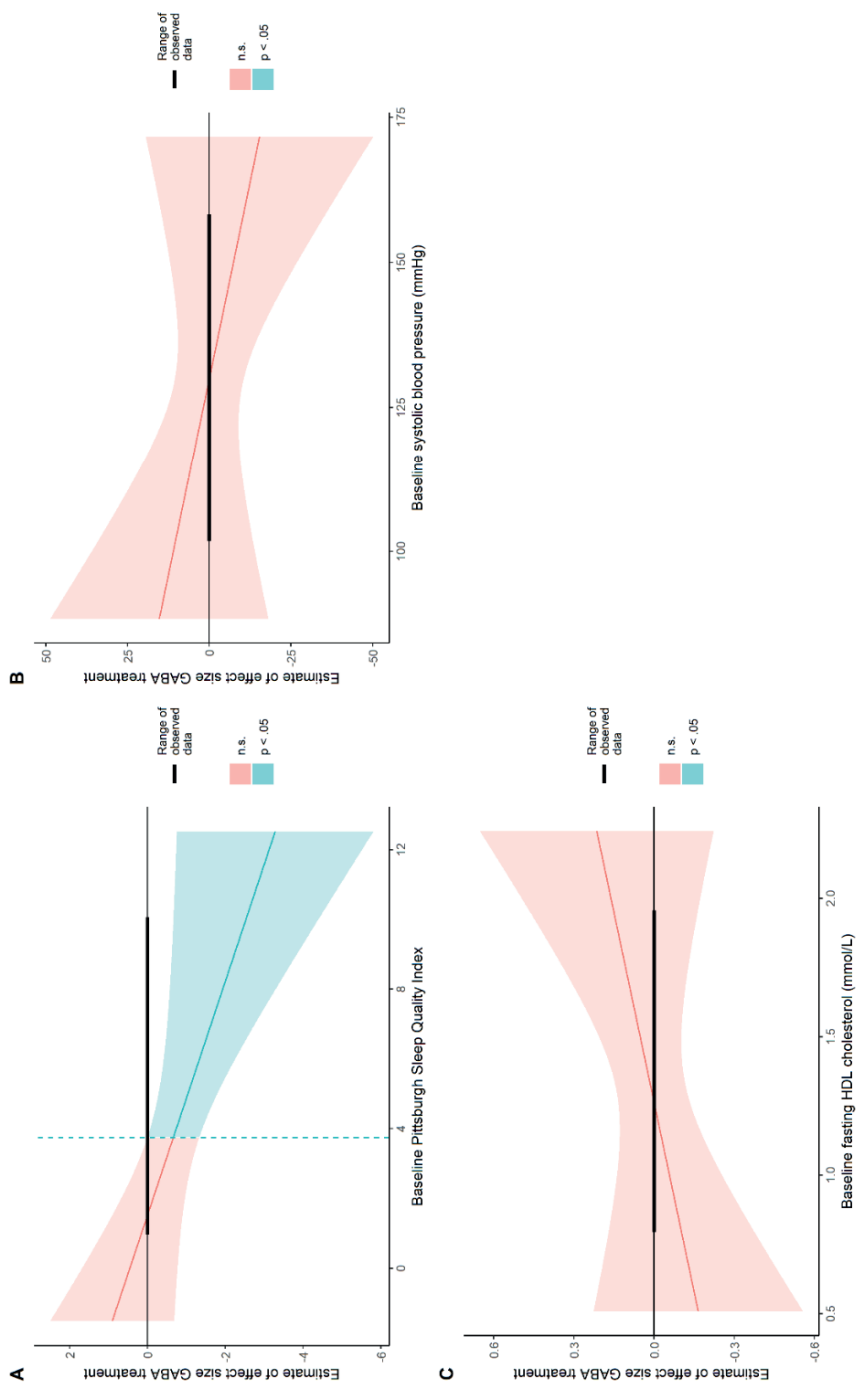 A
Estimate of effect size GABA treatment
2
0
-2
-4
-6
0
4
8
12
Baseline Pittsburgh Sleep Quality Index
Range of
observed
data
n.s.
p < .05
B
Estimate of effect size GABA treatment
50
25
0
-25
-50
100
125
150
175
Baseline systolic blood pressure (mmHg)
Range of
observed
data
n.s.
p < .05
C
Estimate of effect size GABA treatment
0.6
0.3
0.0
-0.3
-0.6
0.5
1.0
1.5
2.0
Baseline fasting HDL cholesterol (mmol/L)
Range of
observed
data
n.s.
p < .05